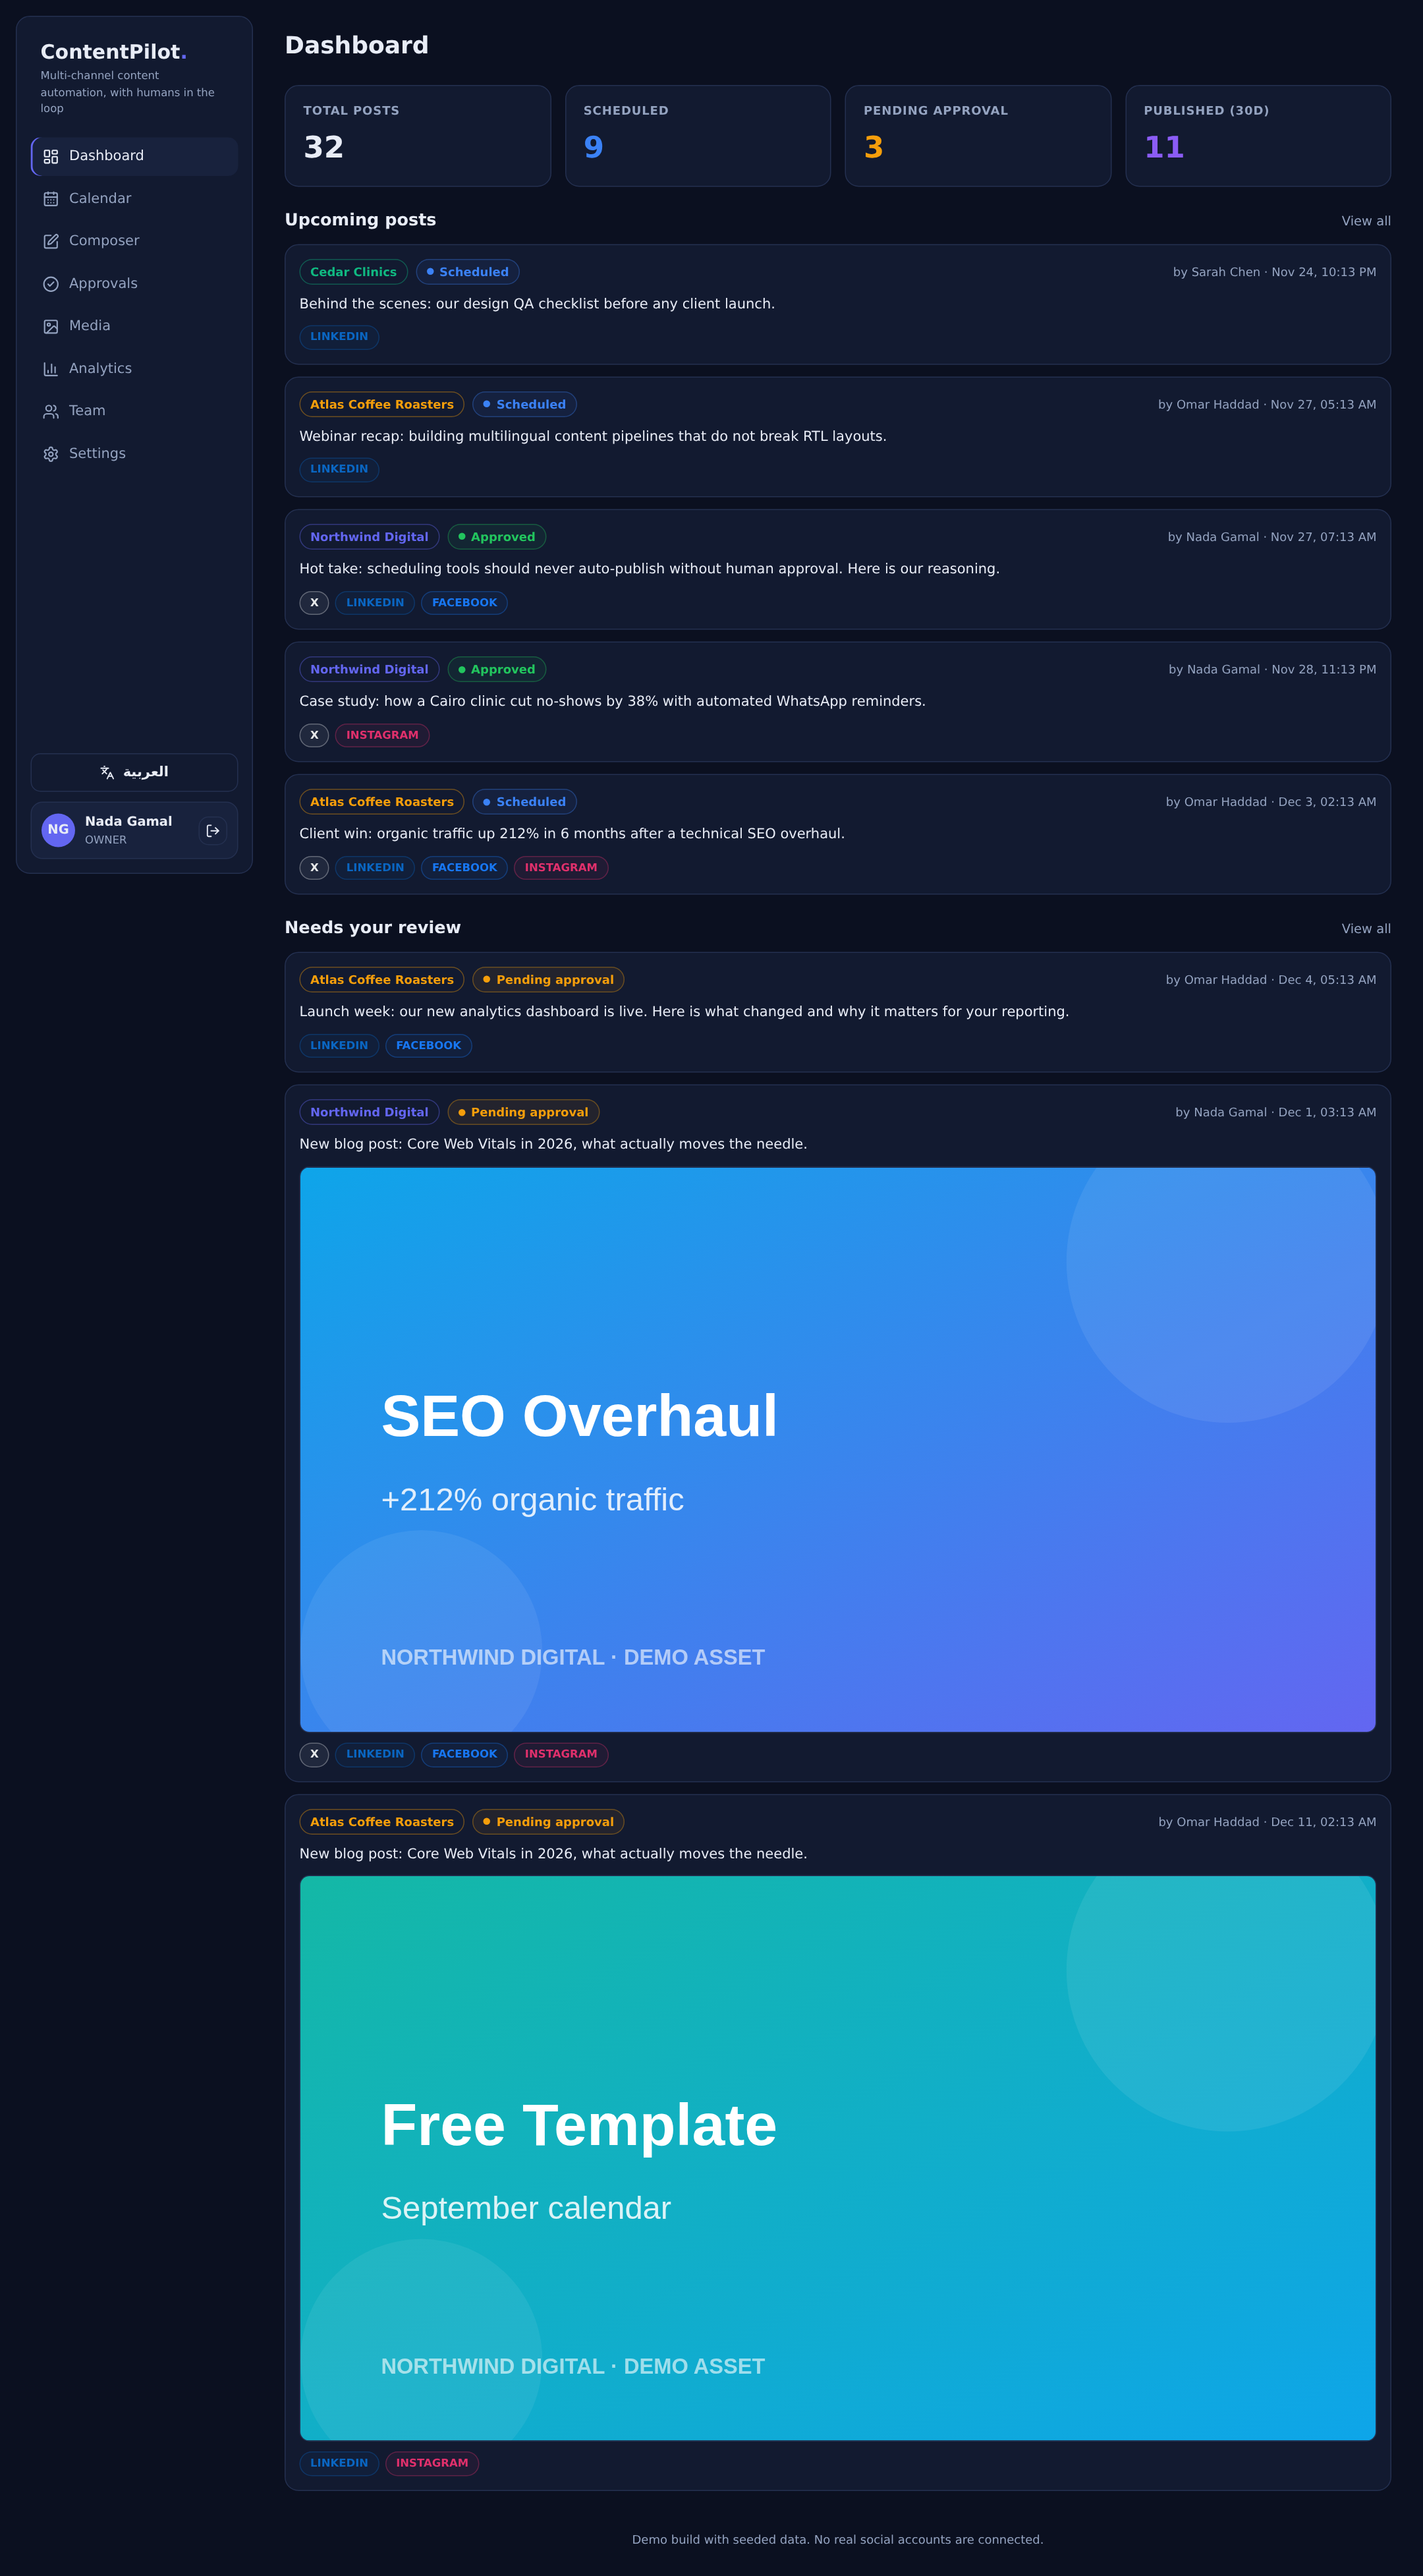 ContentPilot.
Multi-channel content
automation, with humans in the
loop
Dashboard
Calendar
Composer
Approvals
Media
Analytics
Team
Settings
العربية
NG
Nada Gamal
OWNER
Dashboard
TOTAL POSTS
32
SCHEDULED
9
PENDING APPROVAL
3
PUBLISHED (30D)
11
Upcoming posts
View all
Cedar Clinics
Scheduled
by Sarah Chen · Nov 24, 10:13 PM
Behind the scenes: our design QA checklist before any client launch.
LINKEDIN
Atlas Coffee Roasters
Scheduled
by Omar Haddad · Nov 27, 05:13 AM
Webinar recap: building multilingual content pipelines that do not break RTL layouts.
LINKEDIN
Northwind Digital
Approved
by Nada Gamal · Nov 27, 07:13 AM
Hot take: scheduling tools should never auto-publish without human approval. Here is our reasoning.
X LINKEDIN FACEBOOK
Northwind Digital
Approved
by Nada Gamal · Nov 28, 11:13 PM
Case study: how a Cairo clinic cut no-shows by 38% with automated WhatsApp reminders.
X INSTAGRAM
Atlas Coffee Roasters
Scheduled
by Omar Haddad · Dec 3, 02:13 AM
Client win: organic traffic up 212% in 6 months after a technical SEO overhaul.
X LINKEDIN FACEBOOK INSTAGRAM
Needs your review
View all
Atlas Coffee Roasters
Pending approval
by Omar Haddad · Dec 4, 05:13 AM
Launch week: our new analytics dashboard is live. Here is what changed and why it matters for your reporting.
LINKEDIN FACEBOOK
Northwind Digital
Pending approval
by Nada Gamal · Dec 1, 03:13 AM
New blog post: Core Web Vitals in 2026, what actually moves the needle.
SEO Overhaul
+212% organic traffic
NORTHWIND DIGITAL · DEMO ASSET
X LINKEDIN FACEBOOK INSTAGRAM
Atlas Coffee Roasters
Pending approval
by Omar Haddad · Dec 11, 02:13 AM
New blog post: Core Web Vitals in 2026, what actually moves the needle.
Free Template
September calendar
NORTHWIND DIGITAL · DEMO ASSET
LINKEDIN INSTAGRAM
Demo build with seeded data. No real social accounts are connected.